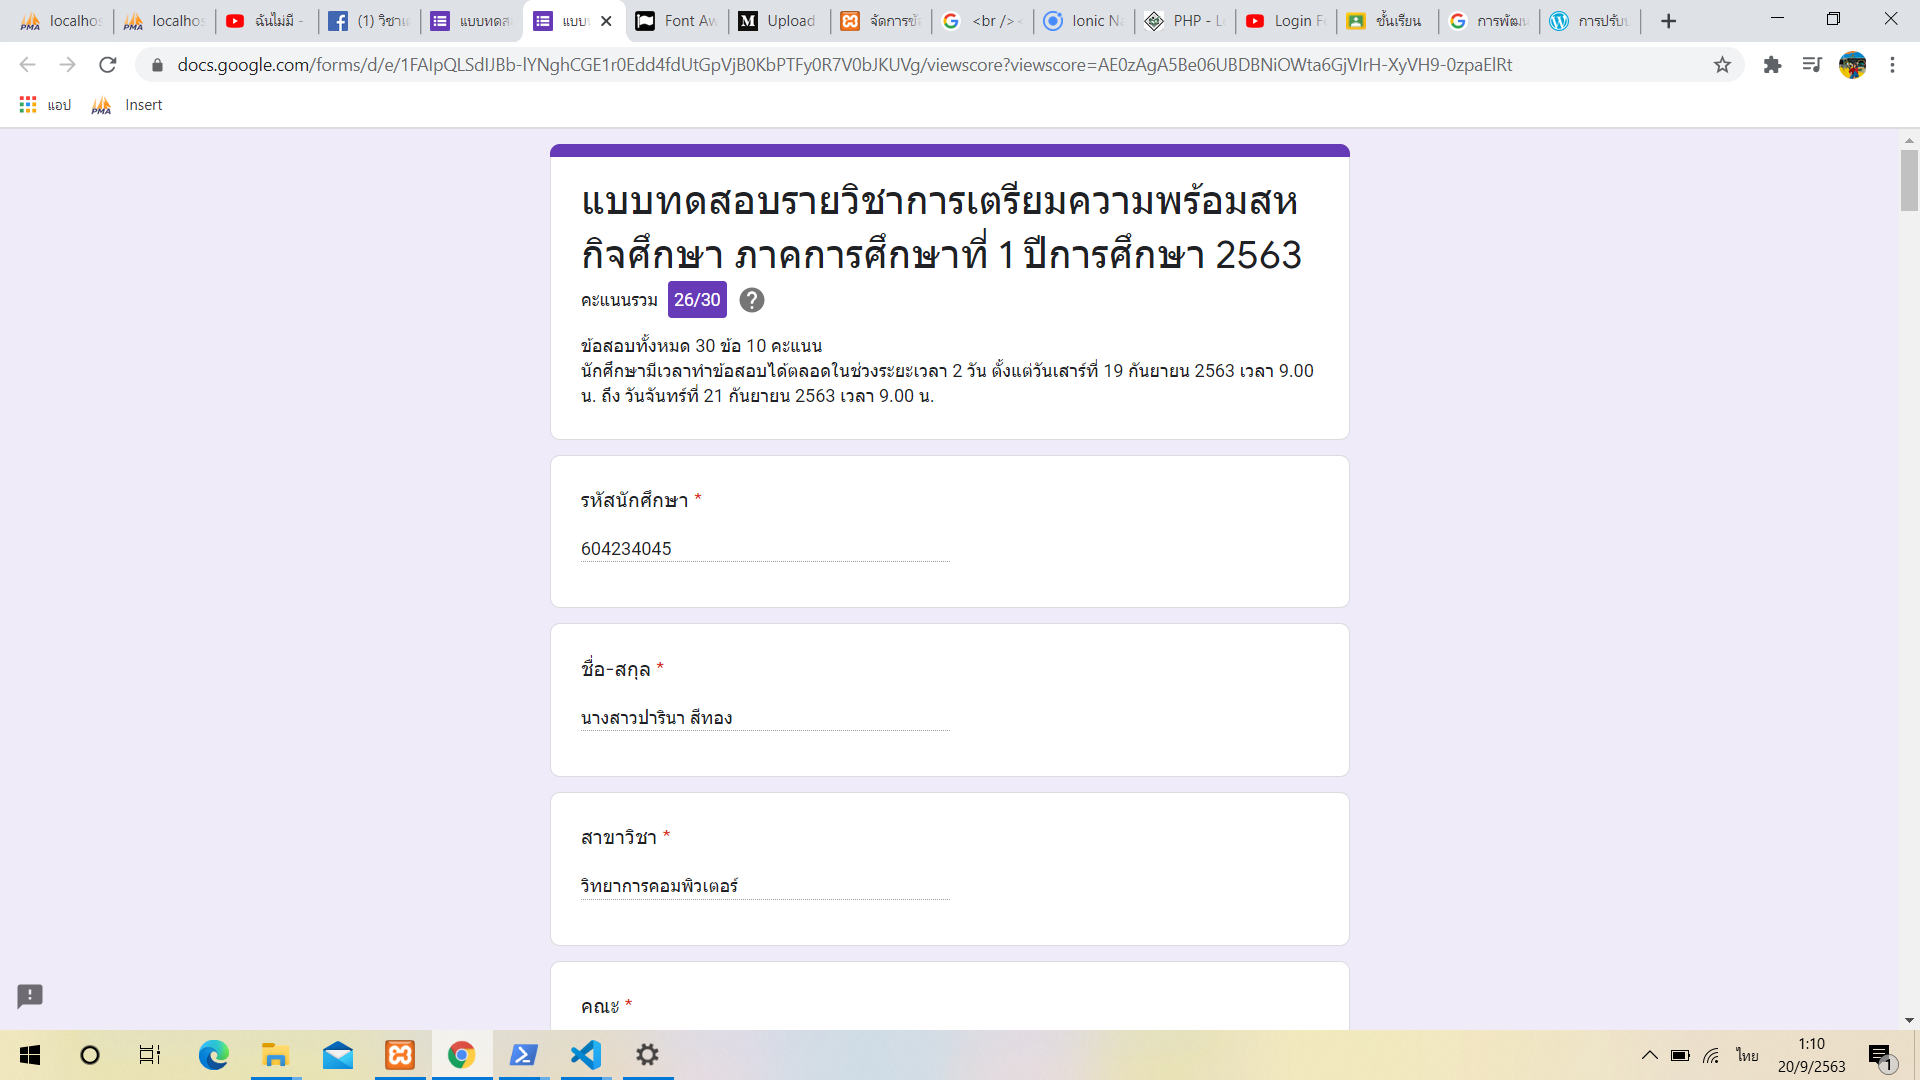 localhos
localhos
ฉันไม่มี -
(1) วิชาเ
แบบทดส
แบบ
Font Aw
Upload
จัดการข้
<br /><
Ionic Na
PHP - Lo
Login Fo
ชั้นเรียน
การพัฒน
การปรับป
docs.google.com/forms/d/e/1FAIpQLSdIJBb-lYNghCGE1r0Edd4fdUtGpVjB0KbPTFy0R7V0bJKUVg/viewscore?viewscore=AE0zAgA5Be06UBDBNiOWta6GjVIrH-XyVH9-0zpaElRt
แอป
PMA
Insert
แบบทดสอบรายวิชาการเตรียมความพร้อมสห
กิจศึกษา ภาคการศึกษาที่ 1 ปีการศึกษา 2563
คะแนนรวม 26/30
ข้อสอบทั้งหมด 30 ข้อ 10 คะแนน
นักศึกษามีเวลาทำข้อสอบได้ตลอดในช่วงระยะเวลา 2 วัน ตั้งแต่วันเสาร์ที่ 19 กันยายน 2563 เวลา 9.00
น. ถึง วันจันทร์ที่ 21 กันยายน 2563 เวลา 9.00 น.
รหัสนักศึกษา *
604234045
ชื่อ-สกุล *
นางสาวปารินา สีทอง
สาขาวิชา *
วิทยาการคอมพิวเตอร์
คณะ *
ไทย
1:10
20/9/2563
1